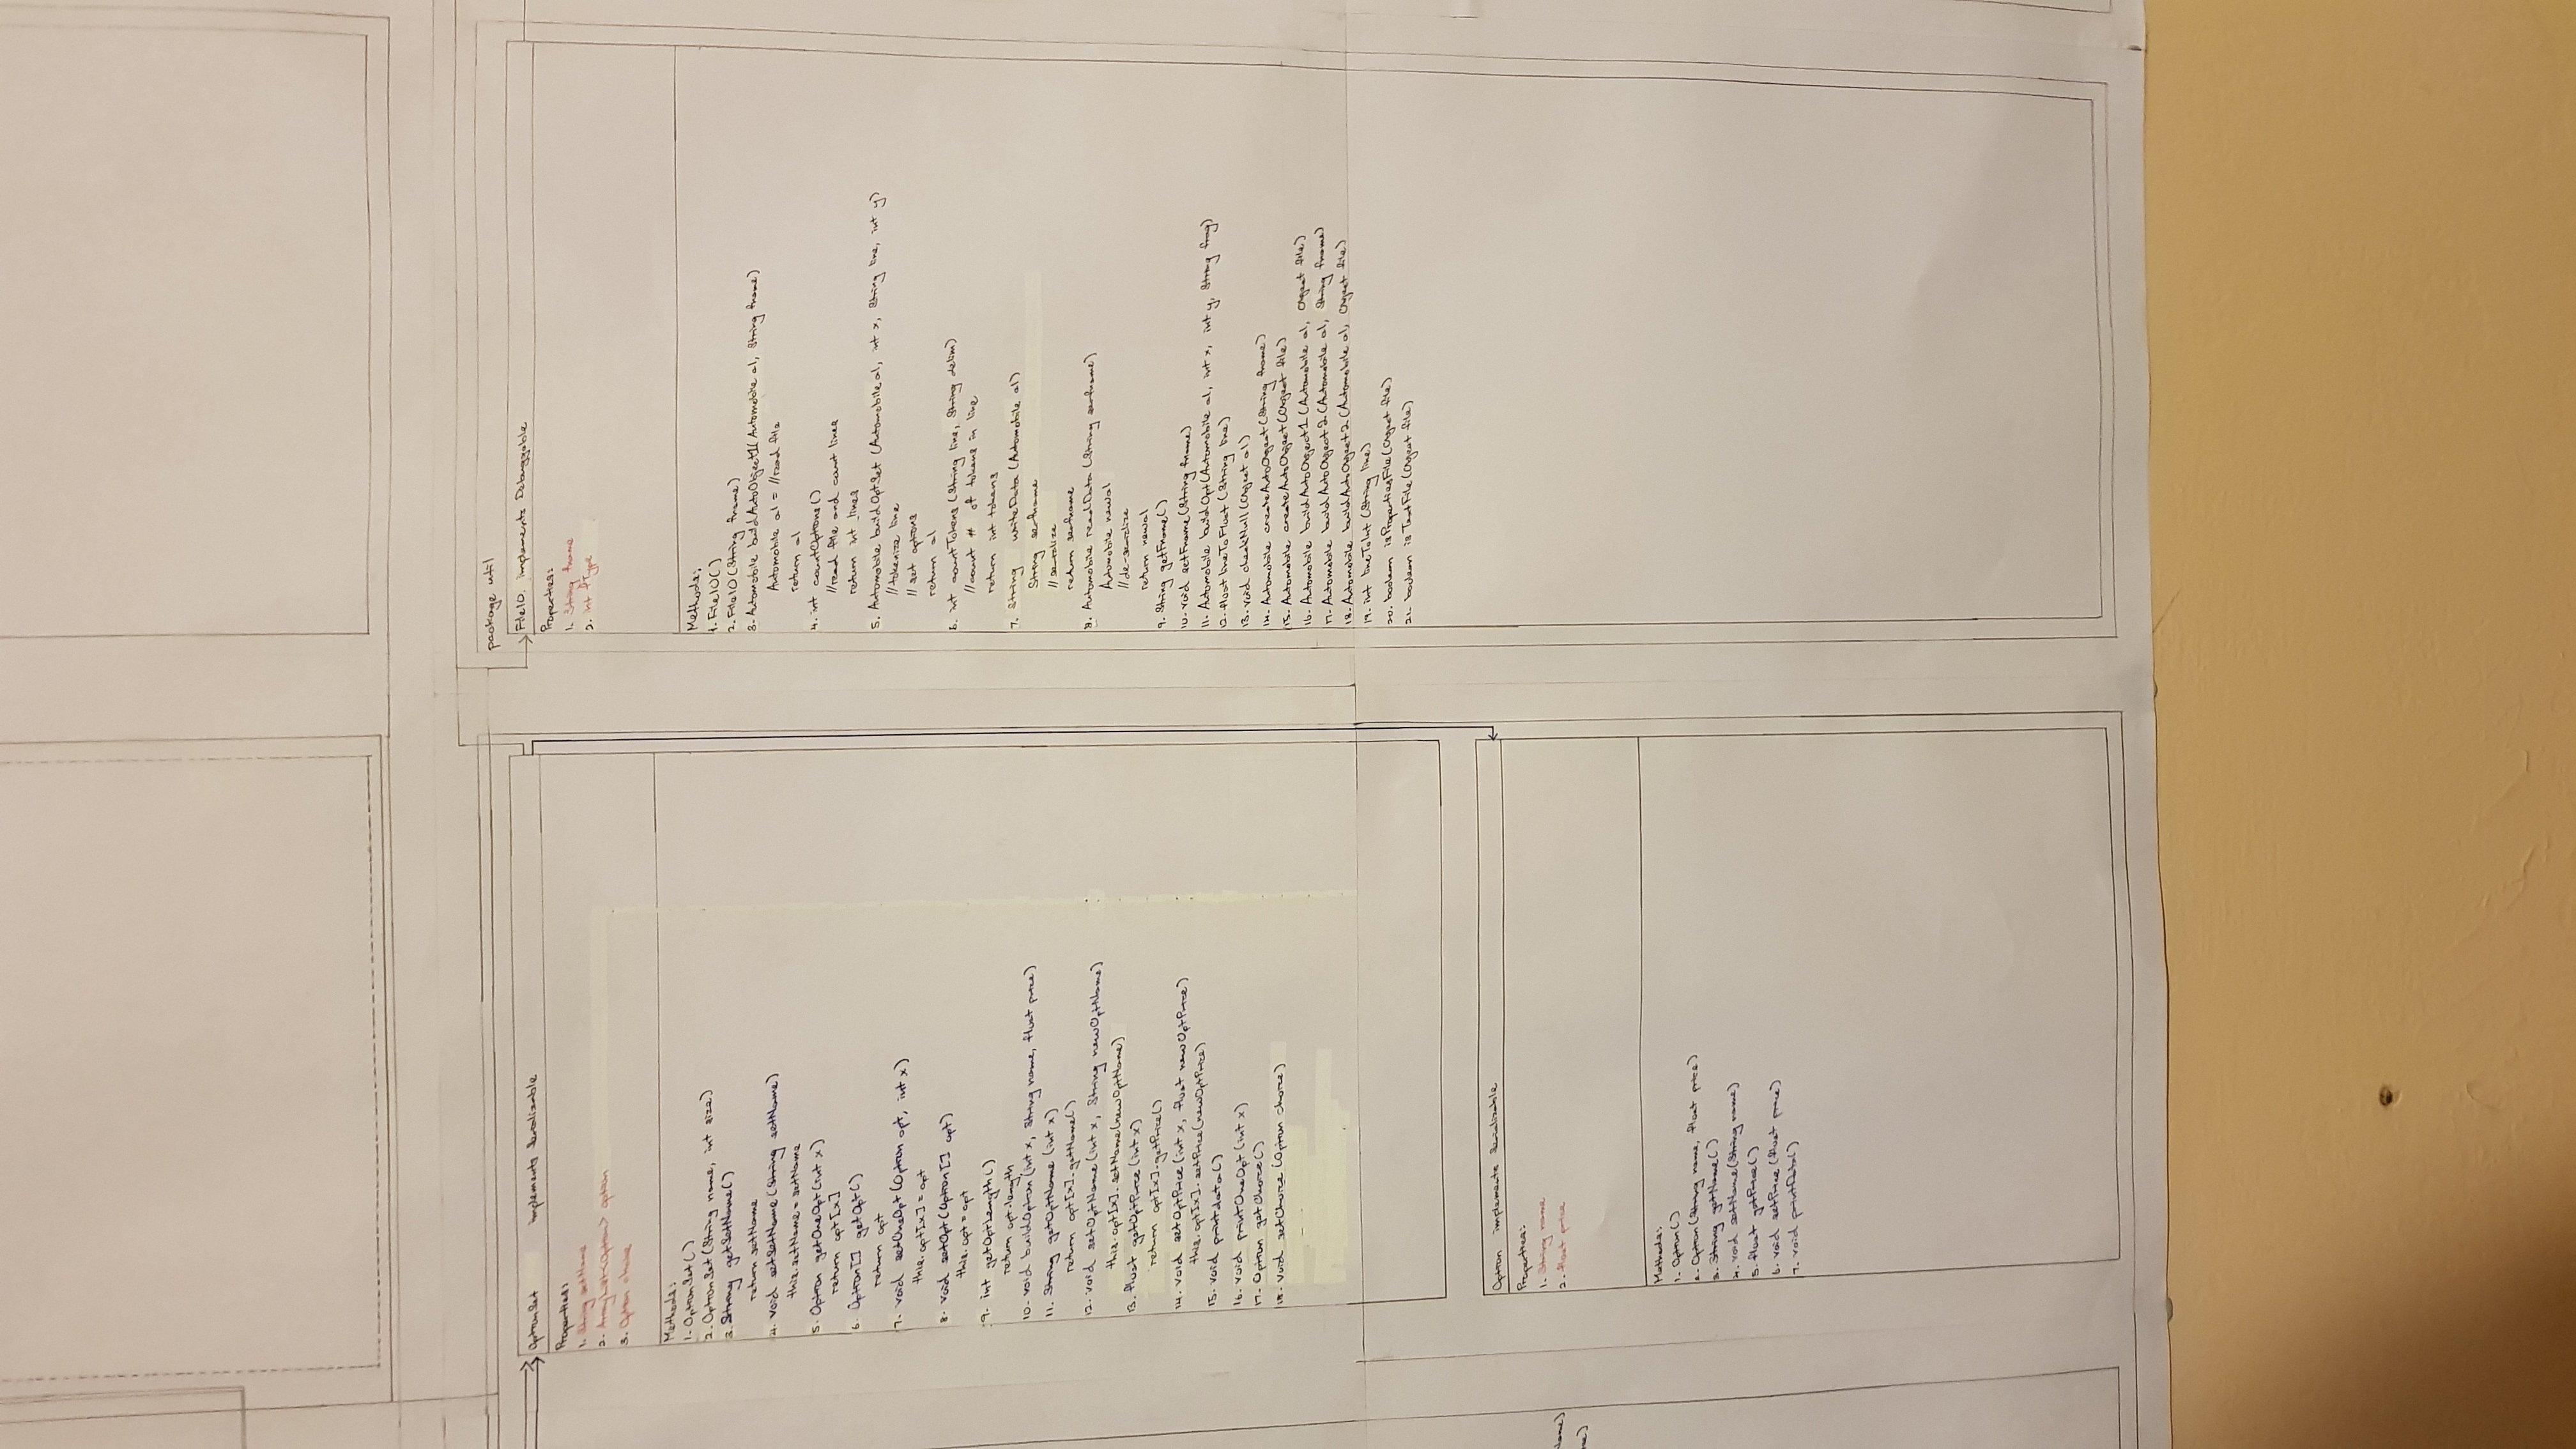 OptionSet implements Serializable
Properties:
1. String setName
2. ArrayList<Option> option
3. Option choice
Methods:
1. OptionSet()
2. OptionSet(String name, int size)
3. String getSetName()
return setName
4. void setSetName(String setName)
this.setName = setName
5. Option getOneOpt(int x)
return opt[x]
6. Option[] getOpt()
return opt
7. void setOneOpt(Option opt, int x)
this.opt[x] = opt
8. void setOpt(Option[] opt)
this.opt = opt
9. int getOptLength()
return opt.length
10. void buildOption(int x, String name, float price)
11. String getOptName(int x)
return opt[x].getName()
12. void setOptName(int x, String newOptName)
this.opt[x].setName(newOptName)
13. float getOptPrice(int x)
return opt[x].getPrice()
14. void setOptPrice(int x, float newOptPrice)
this.opt[x].setPrice(newOptPrice)
15. void printdata()
16. void printOneOpt(int x)
17. Option getChoice()
18. void setChoice(Option choice)
Option implements Serializable
Properties:
1. String name
2. float price
Methods:
1. Option()
2. Option(String name, float price)
3. String getName()
4. void setName(String name)
5. float getPrice()
6. void setPrice(float price)
7. void printData()
package util
FileIO implements Debuggable
Properties:
1. String fname
2. int fType
Methods:
1. FileIO()
2. FileIO(String fname)
3. Automobile buildAutoObject1(Automobile a1, String fname)
Automobile a1 = //read file
return a1
4. int countOptions()
//read file and count lines
return int lines
5. Automobile buildOptSet(Automobile a1, int x, String line, int y)
//tokenize line
//set options
return a1
6. int countTokens(String line, String delim)
//count # of tokens in line
return int tokens
7. String writeData(Automobile a1)
String serfname
//serialize
return serfname
8. Automobile readData(String serfname)
Automobile newa1
//de-serialize
return newa1
9. String getFname()
10. void setFname(String fname)
11. Automobile buildOpt(Automobile a1, int x, int y, String frag)
12. float lineToFloat(String line)
13. void checkNull(Object a1)
14. Automobile createAutoObject(String fname)
15. Automobile createAutoObject(Object file)
16. Automobile buildAutoObject1(Automobile a1, Object file)
17. Automobile buildAutoObject2(Automobile a1, String fname)
18. Automobile buildAutoObject2(Automobile a1, Object file)
19. int lineToInt(String line)
20. boolean isPropertiesFile(Object file)
21. boolean isTextFile(Object file)